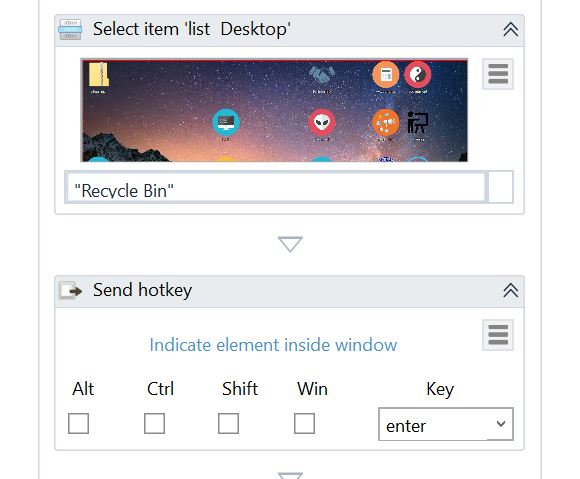 Select item 'list  Desktop'
"Recycle Bin"
Send hotkey
Indicate element inside window
Alt Ctrl Shift Win Key
enter